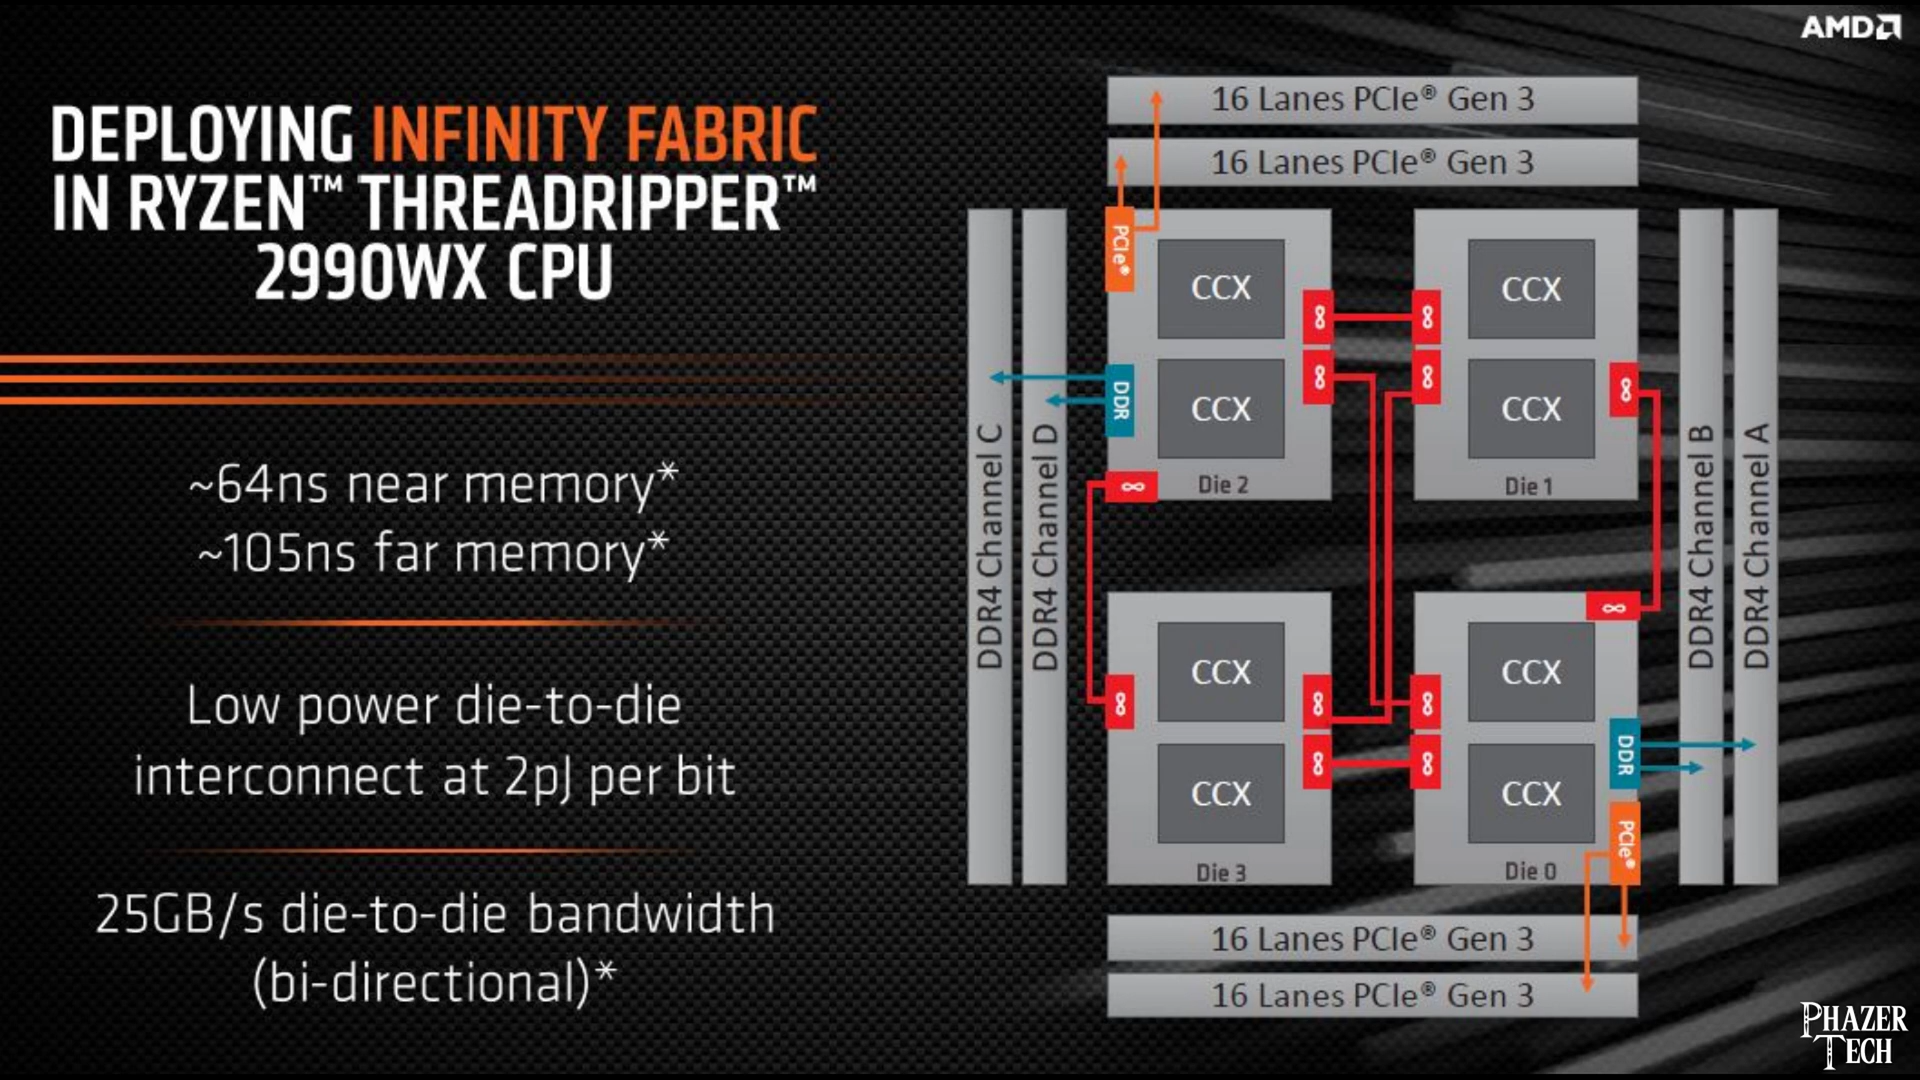 AMD
DEPLOYING INFINITY FABRIC
IN RYZEN™ THREADRIPPER™
2990WX CPU
~64ns near memory*
~105ns far memory*
Low power die-to-die
interconnect at 2pJ per bit
25GB/s die-to-die bandwidth
(bi-directional)*
16 Lanes PCIe® Gen 3
16 Lanes PCIe® Gen 3
DDR4 Channel C
DDR4 Channel D
PCIe®
DDR
CCX
CCX
Die 2
∞
∞
∞
CCX
CCX
Die 1
∞
∞
∞
DDR4 Channel B
DDR4 Channel A
CCX
CCX
Die 3
∞
∞
∞
CCX
CCX
Die 0
∞
∞
∞
DDR
PCIe®
16 Lanes PCIe® Gen 3
16 Lanes PCIe® Gen 3
PHAZER
TECH